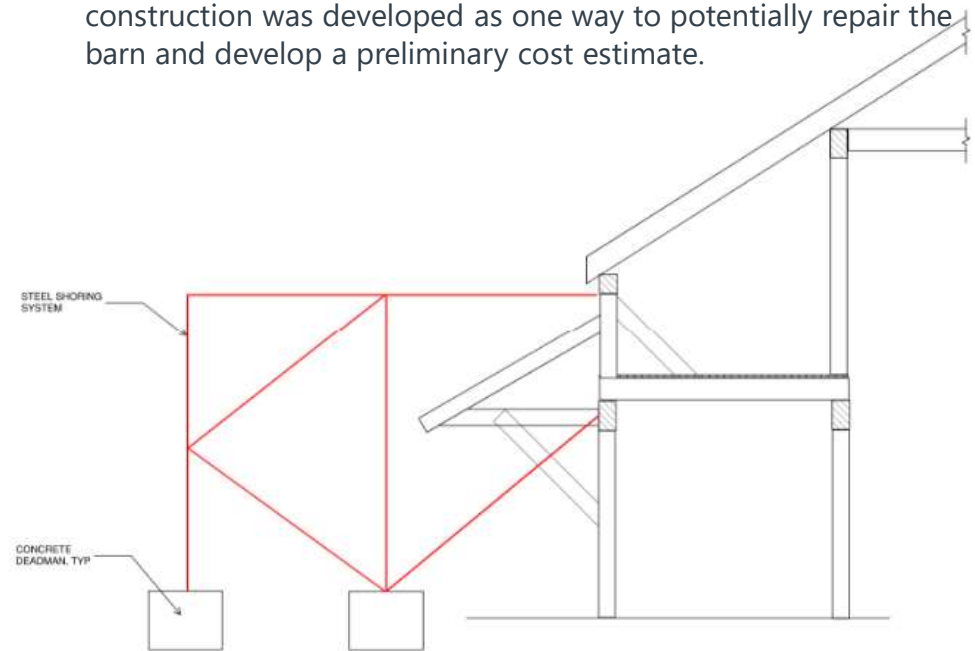 construction was developed as one way to potentially repair the
barn and develop a preliminary cost estimate.
STEEL SHORING
SYSTEM
CONCRETE
DEADMAN, TYP